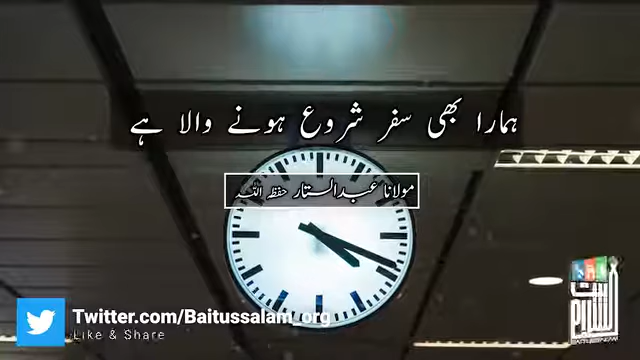 ہمارا بھی سفر شروع ہونے والا ہے
مولانا عبدالستار حفظہ اللہ
Twitter.com/Baitussalam_org
Like & Share